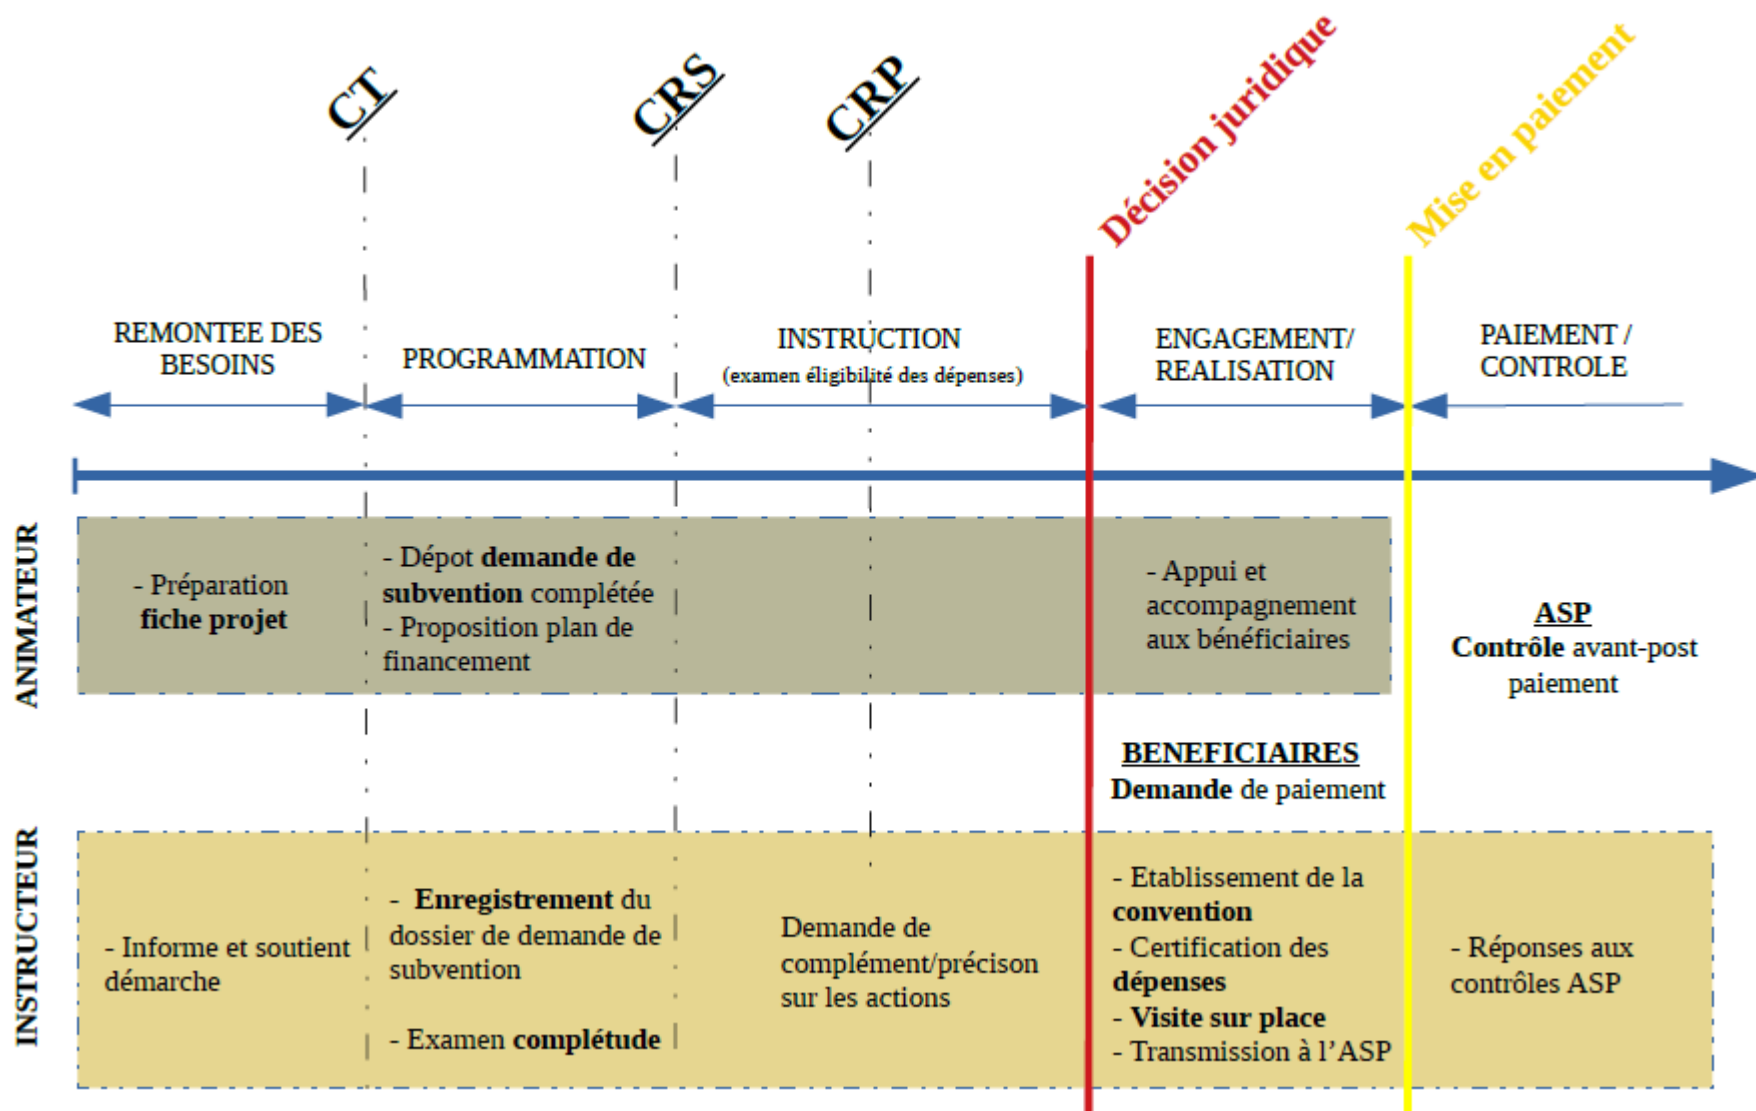 CT
CRS
CRP
Décision juridique
Mise en paiement
REMONTEE DES
BESOINS
PROGRAMMATION
INSTRUCTION
(examen éligibilité des dépenses)
ENGAGEMENT/
REALISATION
PAIEMENT /
CONTROLE
ANIMATEUR
- Préparation
fiche projet
- Dépot demande de
subvention complétée
- Proposition plan de
financement
- Appui et
accompagnement
aux bénéficiaires
ASP
Contrôle avant-post
paiement
BENEFICIAIRES
Demande de paiement
INSTRUCTEUR
- Informe et soutient
démarche
- Enregistrement du
dossier de demande de
subvention
- Examen complétude
Demande de
complément/précison
sur les actions
- Etablissement de la
convention
- Certification des
dépenses
- Visite sur place
- Transmission à l’ASP
- Réponses aux
contrôles ASP